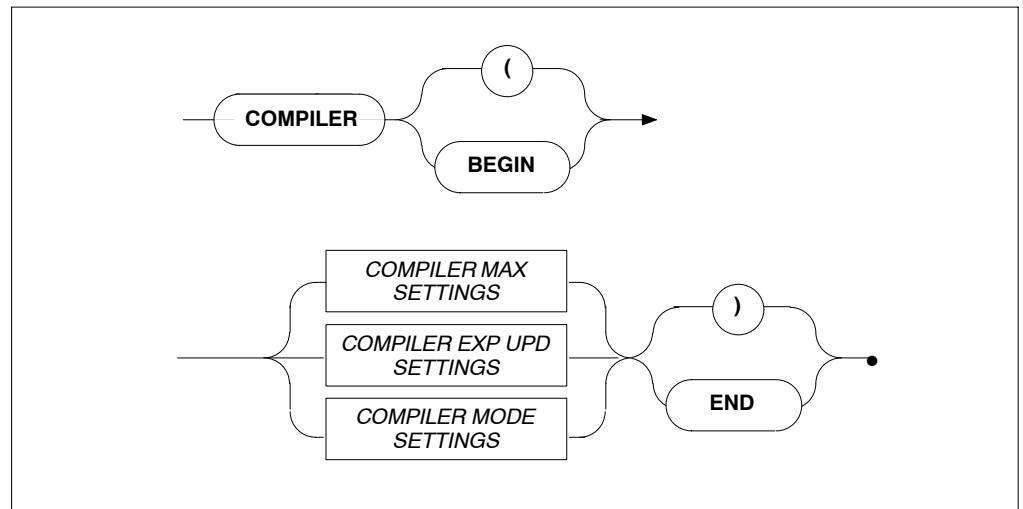 (
COMPILER
BEGIN
COMPILER MAX
SETTINGS
)
COMPILER EXP UPD
SETTINGS
END
COMPILER MODE
SETTINGS